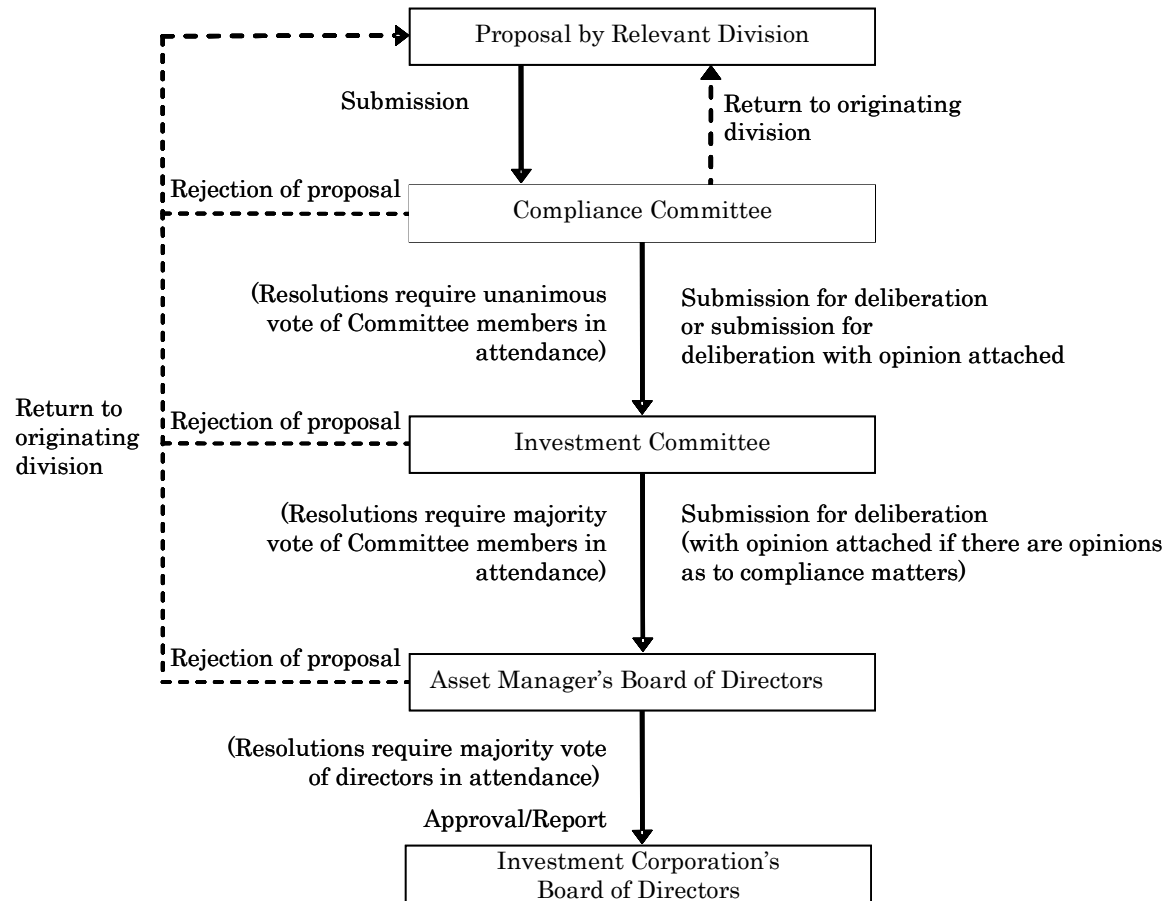 Proposal by Relevant Division
Submission
Return to originating
division
Rejection of proposal
Compliance Committee
(Resolutions require unanimous
vote of Committee members in
attendance)
Submission for deliberation
or submission for
deliberation with opinion attached
Return to
originating
division
Rejection of proposal
Investment Committee
(Resolutions require majority
vote of Committee members in
attendance)
Submission for deliberation
(with opinion attached if there are opinions
as to compliance matters)
Rejection of proposal
Asset Manager's Board of Directors
(Resolutions require majority vote
of directors in attendance)
Approval/Report
Investment Corporation's
Board of Directors